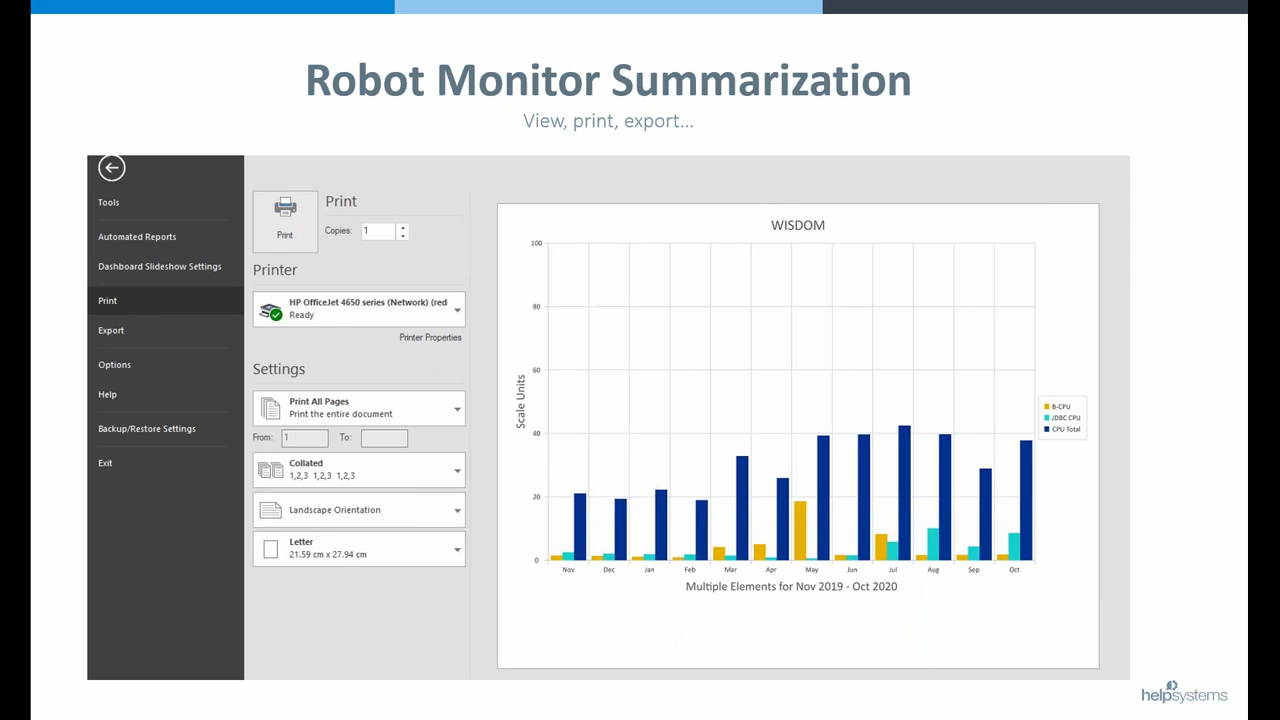 Robot Monitor Summarization
View, print, export...
Tools
Automated Reports
Dashboard Slideshow Settings
Print
Export
Options
Help
Backup/Restore Settings
Exit
Print
Print
Copies: 1
Printer
HP OfficeJet 4650 series (Network) (red
Ready
Printer Properties
Settings
Print All Pages
Print the entire document
From: 1 To:
Collated
1,2,3 1,2,3 1,2,3
Landscape Orientation
Letter
21.59 cm x 27.94 cm
WISDOM
100
80
60
40
20
0
Scale Units
Nov Dec Jan Feb Mar Apr May Jun Jul Aug Sep Oct
Multiple Elements for Nov 2019 - Oct 2020
B-CPU
JDBC CPU
CPU Total
helpsystems